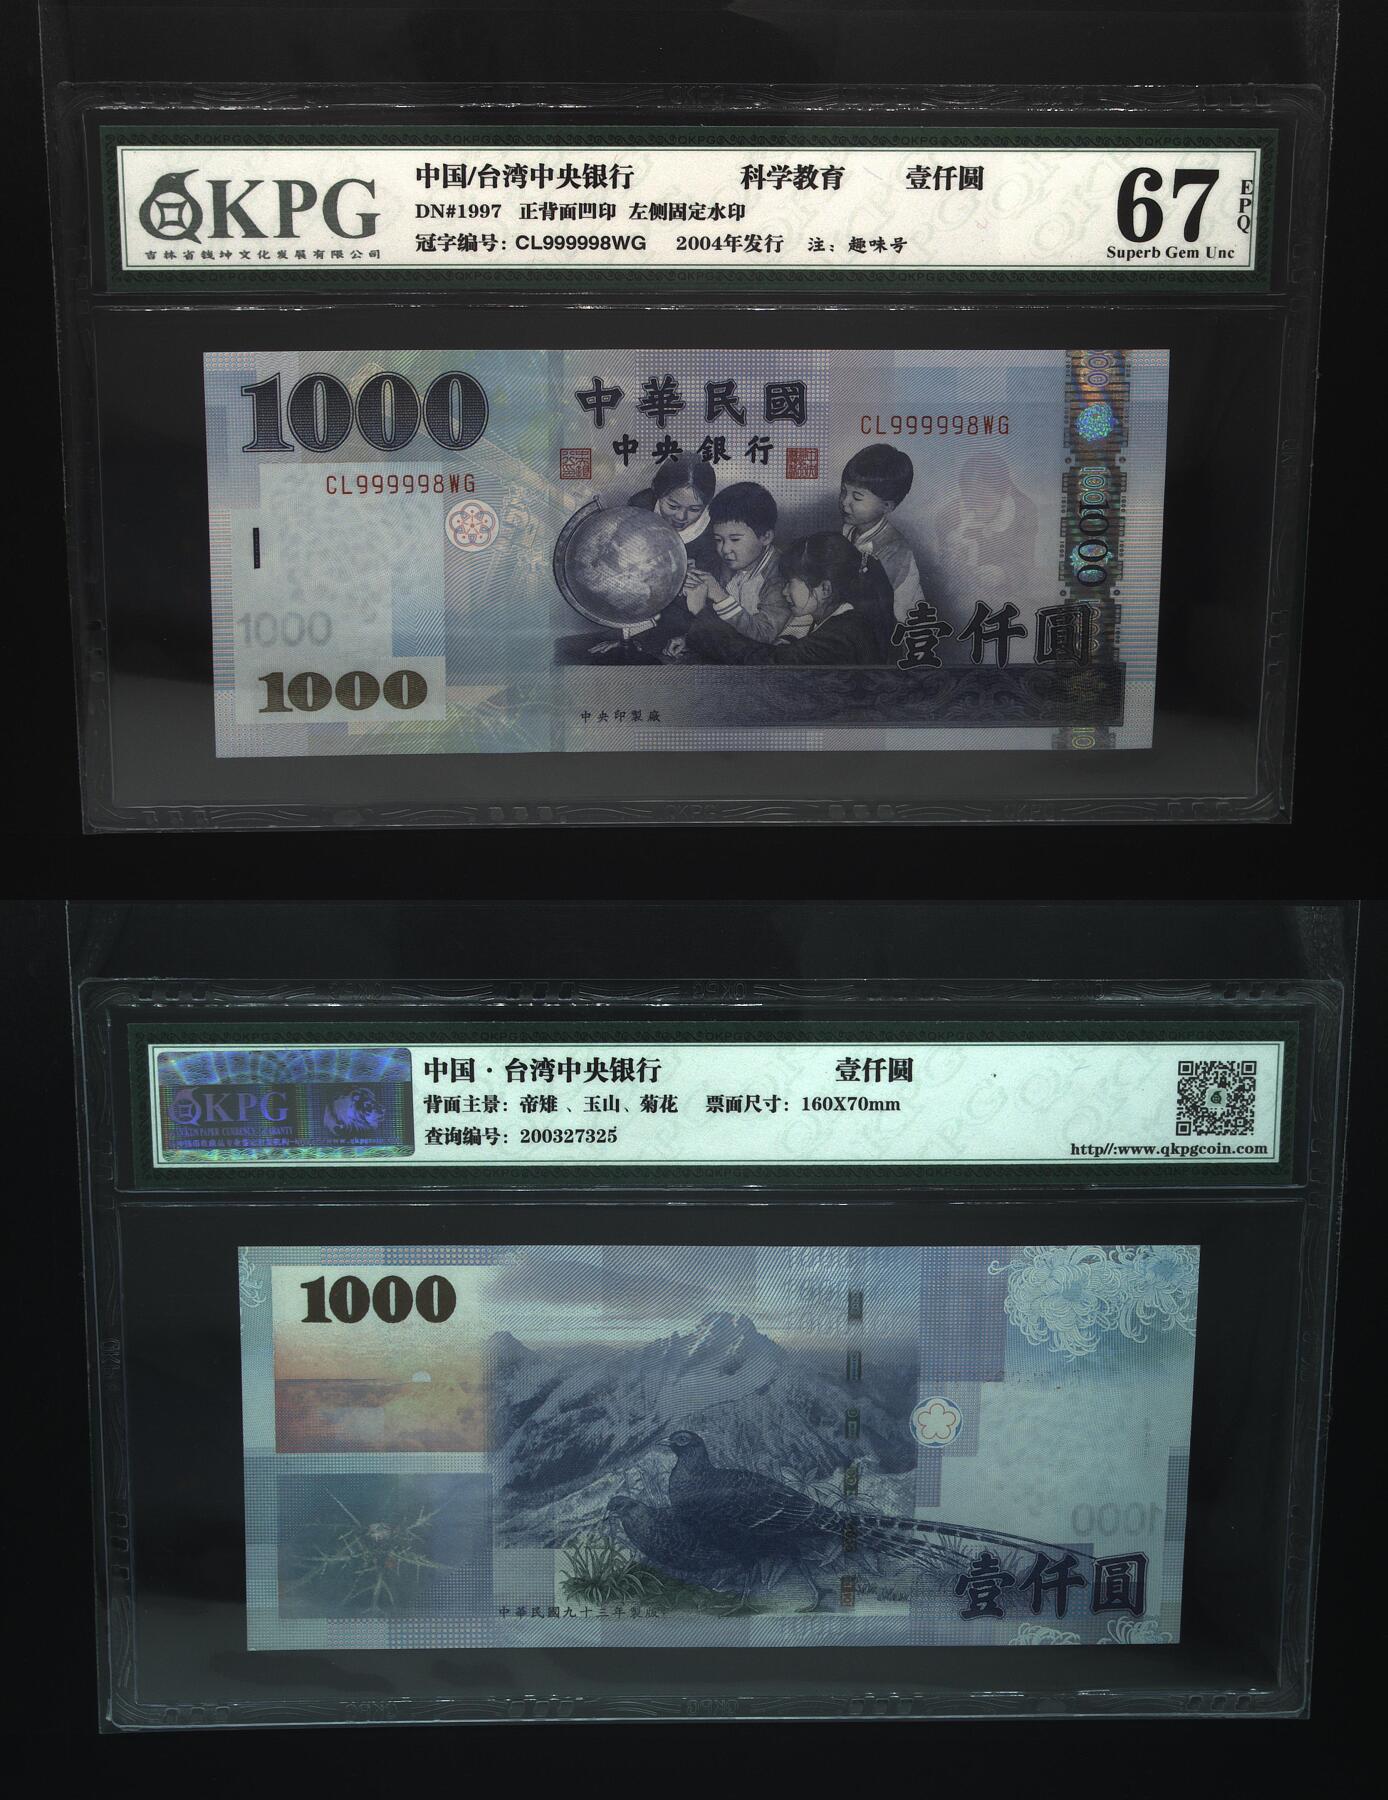 QKPG
吉林省钱坤文化发展有限公司
中国/台湾中央银行 科学教育 壹仟圆
DN#1997 正背面凹印 左侧固定水印
冠字编号: CL999998WG 2004年发行 注: 趣味号
67 EPQ
Superb Gem Unc
1000
中華民國
中央銀行
CL999998WG
CL999998WG
1000
1000
1000
壹仟圓
中央印製廠
QKPG
中国·台湾中央银行 壹仟圆
背面主景: 帝雉、玉山、菊花 票面尺寸: 160X70mm
查询编号: 200327325
http//:www.qkpgcoin.com
1000
1000
壹仟圓
中華民國九十三年製版